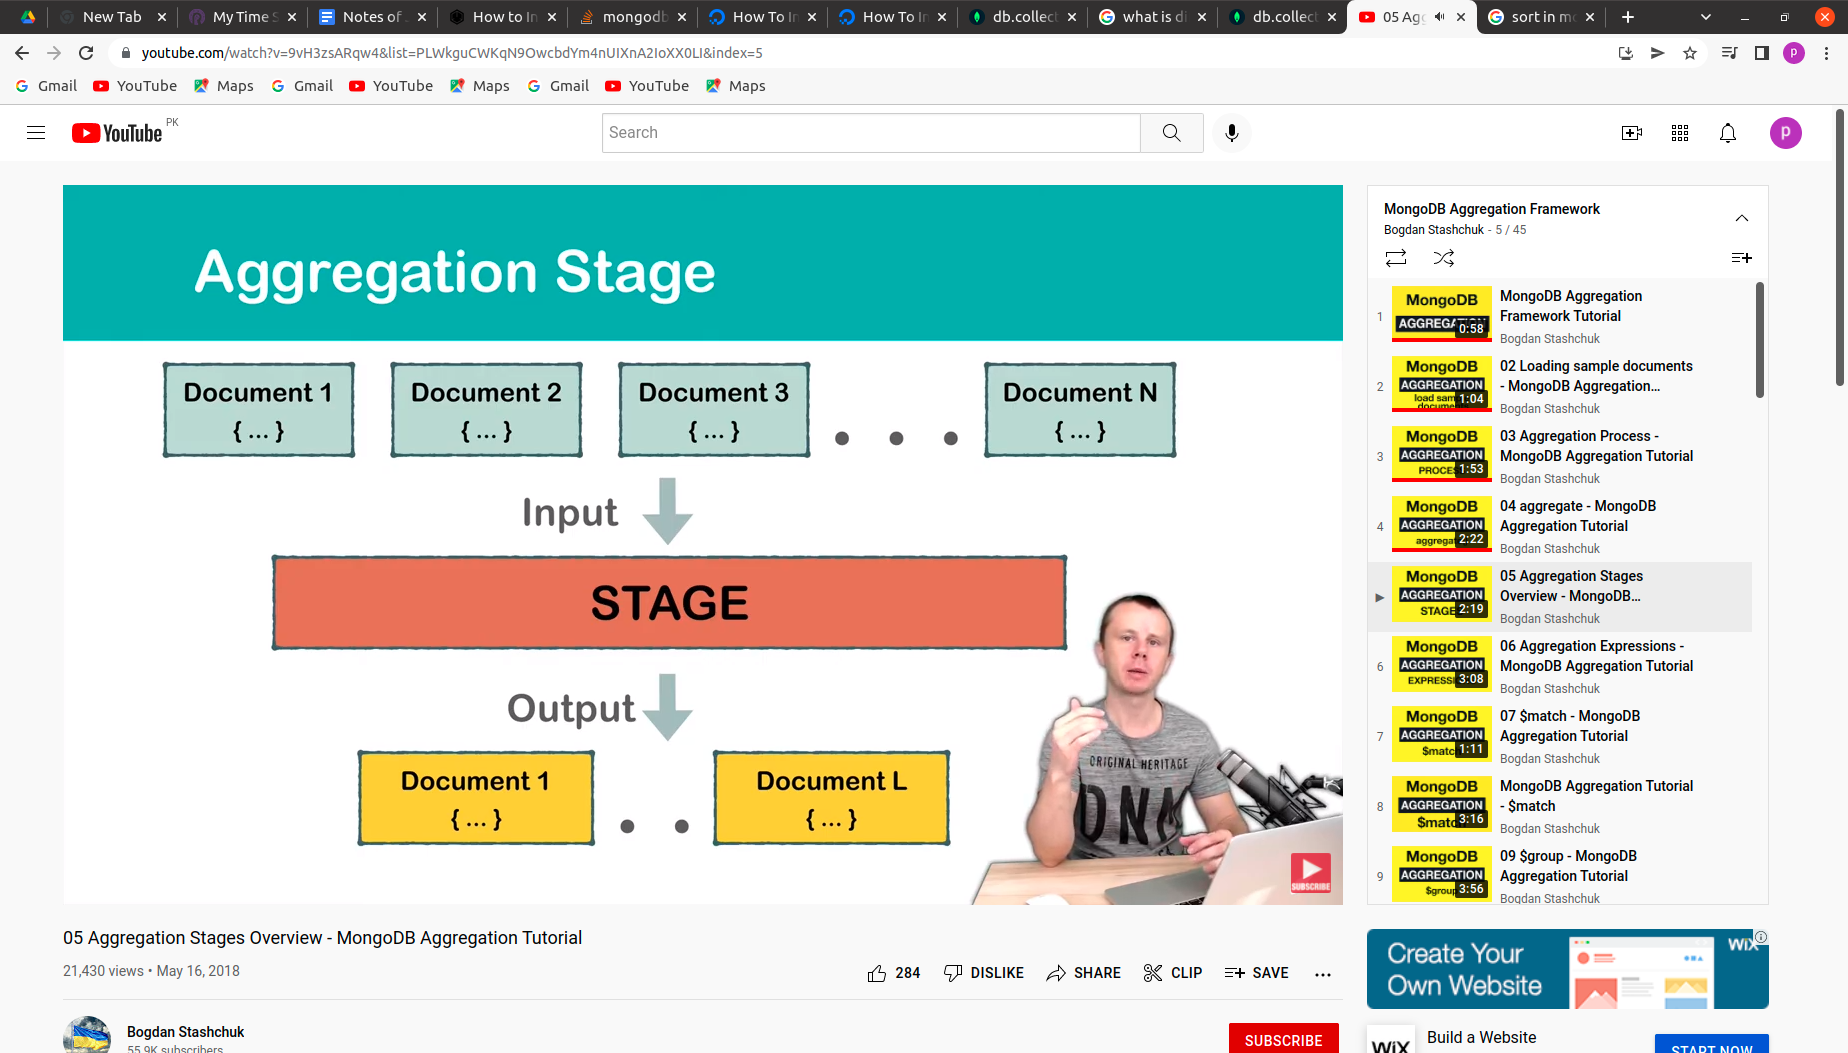 New Tab
My Time S
Notes of
How to In
mongodb
How To In
How To In
db.collect
what is di
db.collect
05 Agg
sort in mo
youtube.com/watch?v=9vH3zsARqw4&list=PLWkguCWKqN9OwcbdYm4nUIXnA2IoXX0LI&index=5
P
Gmail YouTube Maps Gmail YouTube Maps Gmail YouTube Maps
YouTube PK
Search
P
Aggregation Stage
Document 1 Document 2 Document 3 Document N
{ ... } { ... } { ... } { ... }
Input
STAGE
Output
Document 1 Document L
{ ... } { ... }
ORIGINAL HERITAGE
SUBSCRIBE
MongoDB Aggregation Framework
Bogdan Stashchuk - 5 / 45
1
MongoDB
AGGREGATION
0:58
MongoDB Aggregation
Framework Tutorial
Bogdan Stashchuk
2
MongoDB
AGGREGATION
load sam
documents
1:04
02 Loading sample documents
- MongoDB Aggregation...
Bogdan Stashchuk
3
MongoDB
AGGREGATION
PROCES
1:53
03 Aggregation Process -
MongoDB Aggregation Tutorial
Bogdan Stashchuk
4
MongoDB
AGGREGATION
aggregat
2:22
04 aggregate - MongoDB
Aggregation Tutorial
Bogdan Stashchuk
MongoDB
AGGREGATION
STAGE
2:19
05 Aggregation Stages
Overview - MongoDB...
Bogdan Stashchuk
6
MongoDB
AGGREGATION
EXPRESSI
3:08
06 Aggregation Expressions -
MongoDB Aggregation Tutorial
Bogdan Stashchuk
7
MongoDB
AGGREGATION
$match
1:11
07 $match - MongoDB
Aggregation Tutorial
Bogdan Stashchuk
8
MongoDB
AGGREGATION
$match
3:16
MongoDB Aggregation Tutorial
- $match
Bogdan Stashchuk
9
MongoDB
AGGREGATION
$group
3:56
09 $group - MongoDB
Aggregation Tutorial
Bogdan Stashchuk
05 Aggregation Stages Overview - MongoDB Aggregation Tutorial
21,430 views • May 16, 2018
284 DISLIKE SHARE CLIP SAVE
Bogdan Stashchuk
55.9K subscribers
SUBSCRIBE
Create Your
Own Website
WiX
WiX
Build a Website
START NOW